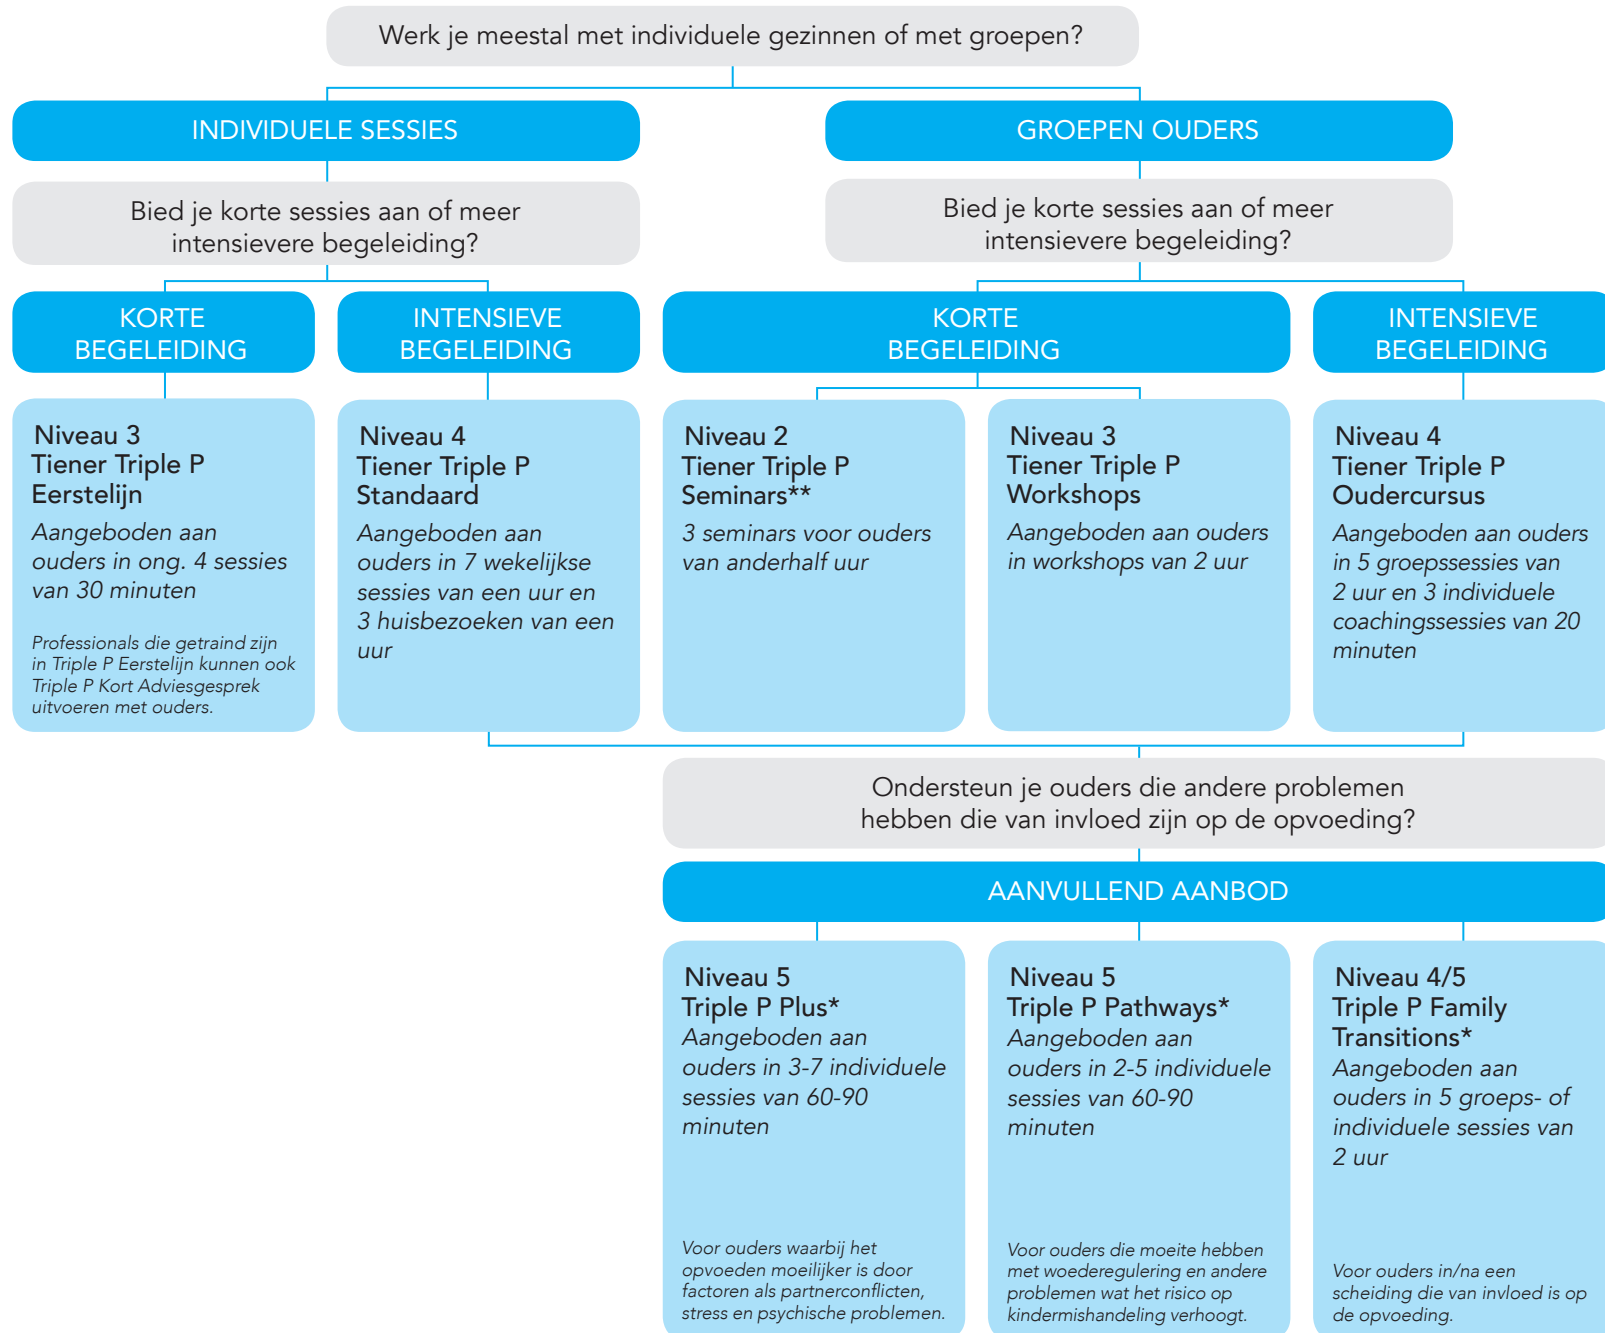 Werk je meestal met individuele gezinnen of met groepen?
INDIVIDUELE SESSIES
GROEPEN OUDERS
Bied je korte sessies aan of meer
intensievere begeleiding?
Bied je korte sessies aan of meer
intensievere begeleiding?
KORTE
BEGELEIDING
INTENSIEVE
BEGELEIDING
KORTE
BEGELEIDING
INTENSIEVE
BEGELEIDING
Niveau 3
Tiener Triple P
Eerstelijn
Aangeboden aan
ouders in ong. 4 sessies
van 30 minuten
Professionals die getraind zijn
in Triple P Eerstelijn kunnen ook
Triple P Kort Adviesgesprek
uitvoeren met ouders.
Niveau 4
Tiener Triple P
Standaard
Aangeboden aan
ouders in 7 wekelijkse
sessies van een uur en
3 huisbezoeken van een
uur
Niveau 2
Tiener Triple P
Seminars**
3 seminars voor ouders
van anderhalf uur
Niveau 3
Tiener Triple P
Workshops
Aangeboden aan ouders
in workshops van 2 uur
Niveau 4
Tiener Triple P
Oudercursus
Aangeboden aan ouders
in 5 groepssessies van
2 uur en 3 individuele
coachingssessies van 20
minuten
Ondersteun je ouders die andere problemen
hebben die van invloed zijn op de opvoeding?
AANVULLEND AANBOD
Niveau 5
Triple P Plus*
Aangeboden aan
ouders in 3-7 individuele
sessies van 60-90
minuten
Voor ouders waarbij het
opvoeden moeilijker is door
factoren als partnerconflicten,
stress en psychische problemen.
Niveau 5
Triple P Pathways*
Aangeboden aan
ouders in 2-5 individuele
sessies van 60-90
minuten
Voor ouders die moeite hebben
met woederegulering en andere
problemen wat het risico op
kindermishandeling verhoogt.
Niveau 4/5
Triple P Family
Transitions*
Aangeboden aan
ouders in 5 groeps- of
individuele sessies van
2 uur
Voor ouders in/na een
scheiding die van invloed is op
de opvoeding.